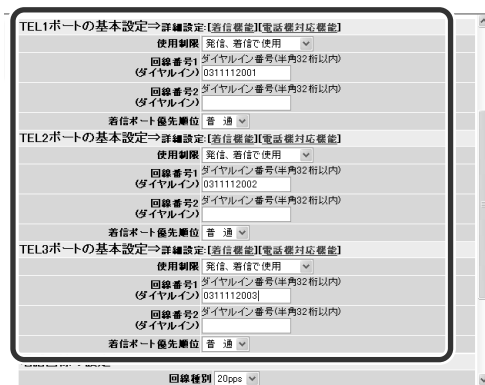 TEL1ポートの基本設定⇒詳細設定:[着信機能][電話機対応機能]
使用制限 発信、着信で使用
回線番号1 ダイヤルイン番号(半角32桁以内)
(ダイヤルイン) 0311112001
回線番号2 ダイヤルイン番号(半角32桁以内)
(ダイヤルイン)
着信ポート優先順位 普 通
TEL2ポートの基本設定⇒詳細設定:[着信機能][電話機対応機能]
使用制限 発信、着信で使用
回線番号1 ダイヤルイン番号(半角32桁以内)
(ダイヤルイン) 0311112002
回線番号2 ダイヤルイン番号(半角32桁以内)
(ダイヤルイン)
着信ポート優先順位 普 通
TEL3ポートの基本設定⇒詳細設定:[着信機能][電話機対応機能]
使用制限 発信、着信で使用
回線番号1 ダイヤルイン番号(半角32桁以内)
(ダイヤルイン) 0311112003
回線番号2 ダイヤルイン番号(半角32桁以内)
(ダイヤルイン)
着信ポート優先順位 普 通
回線種別 20pps